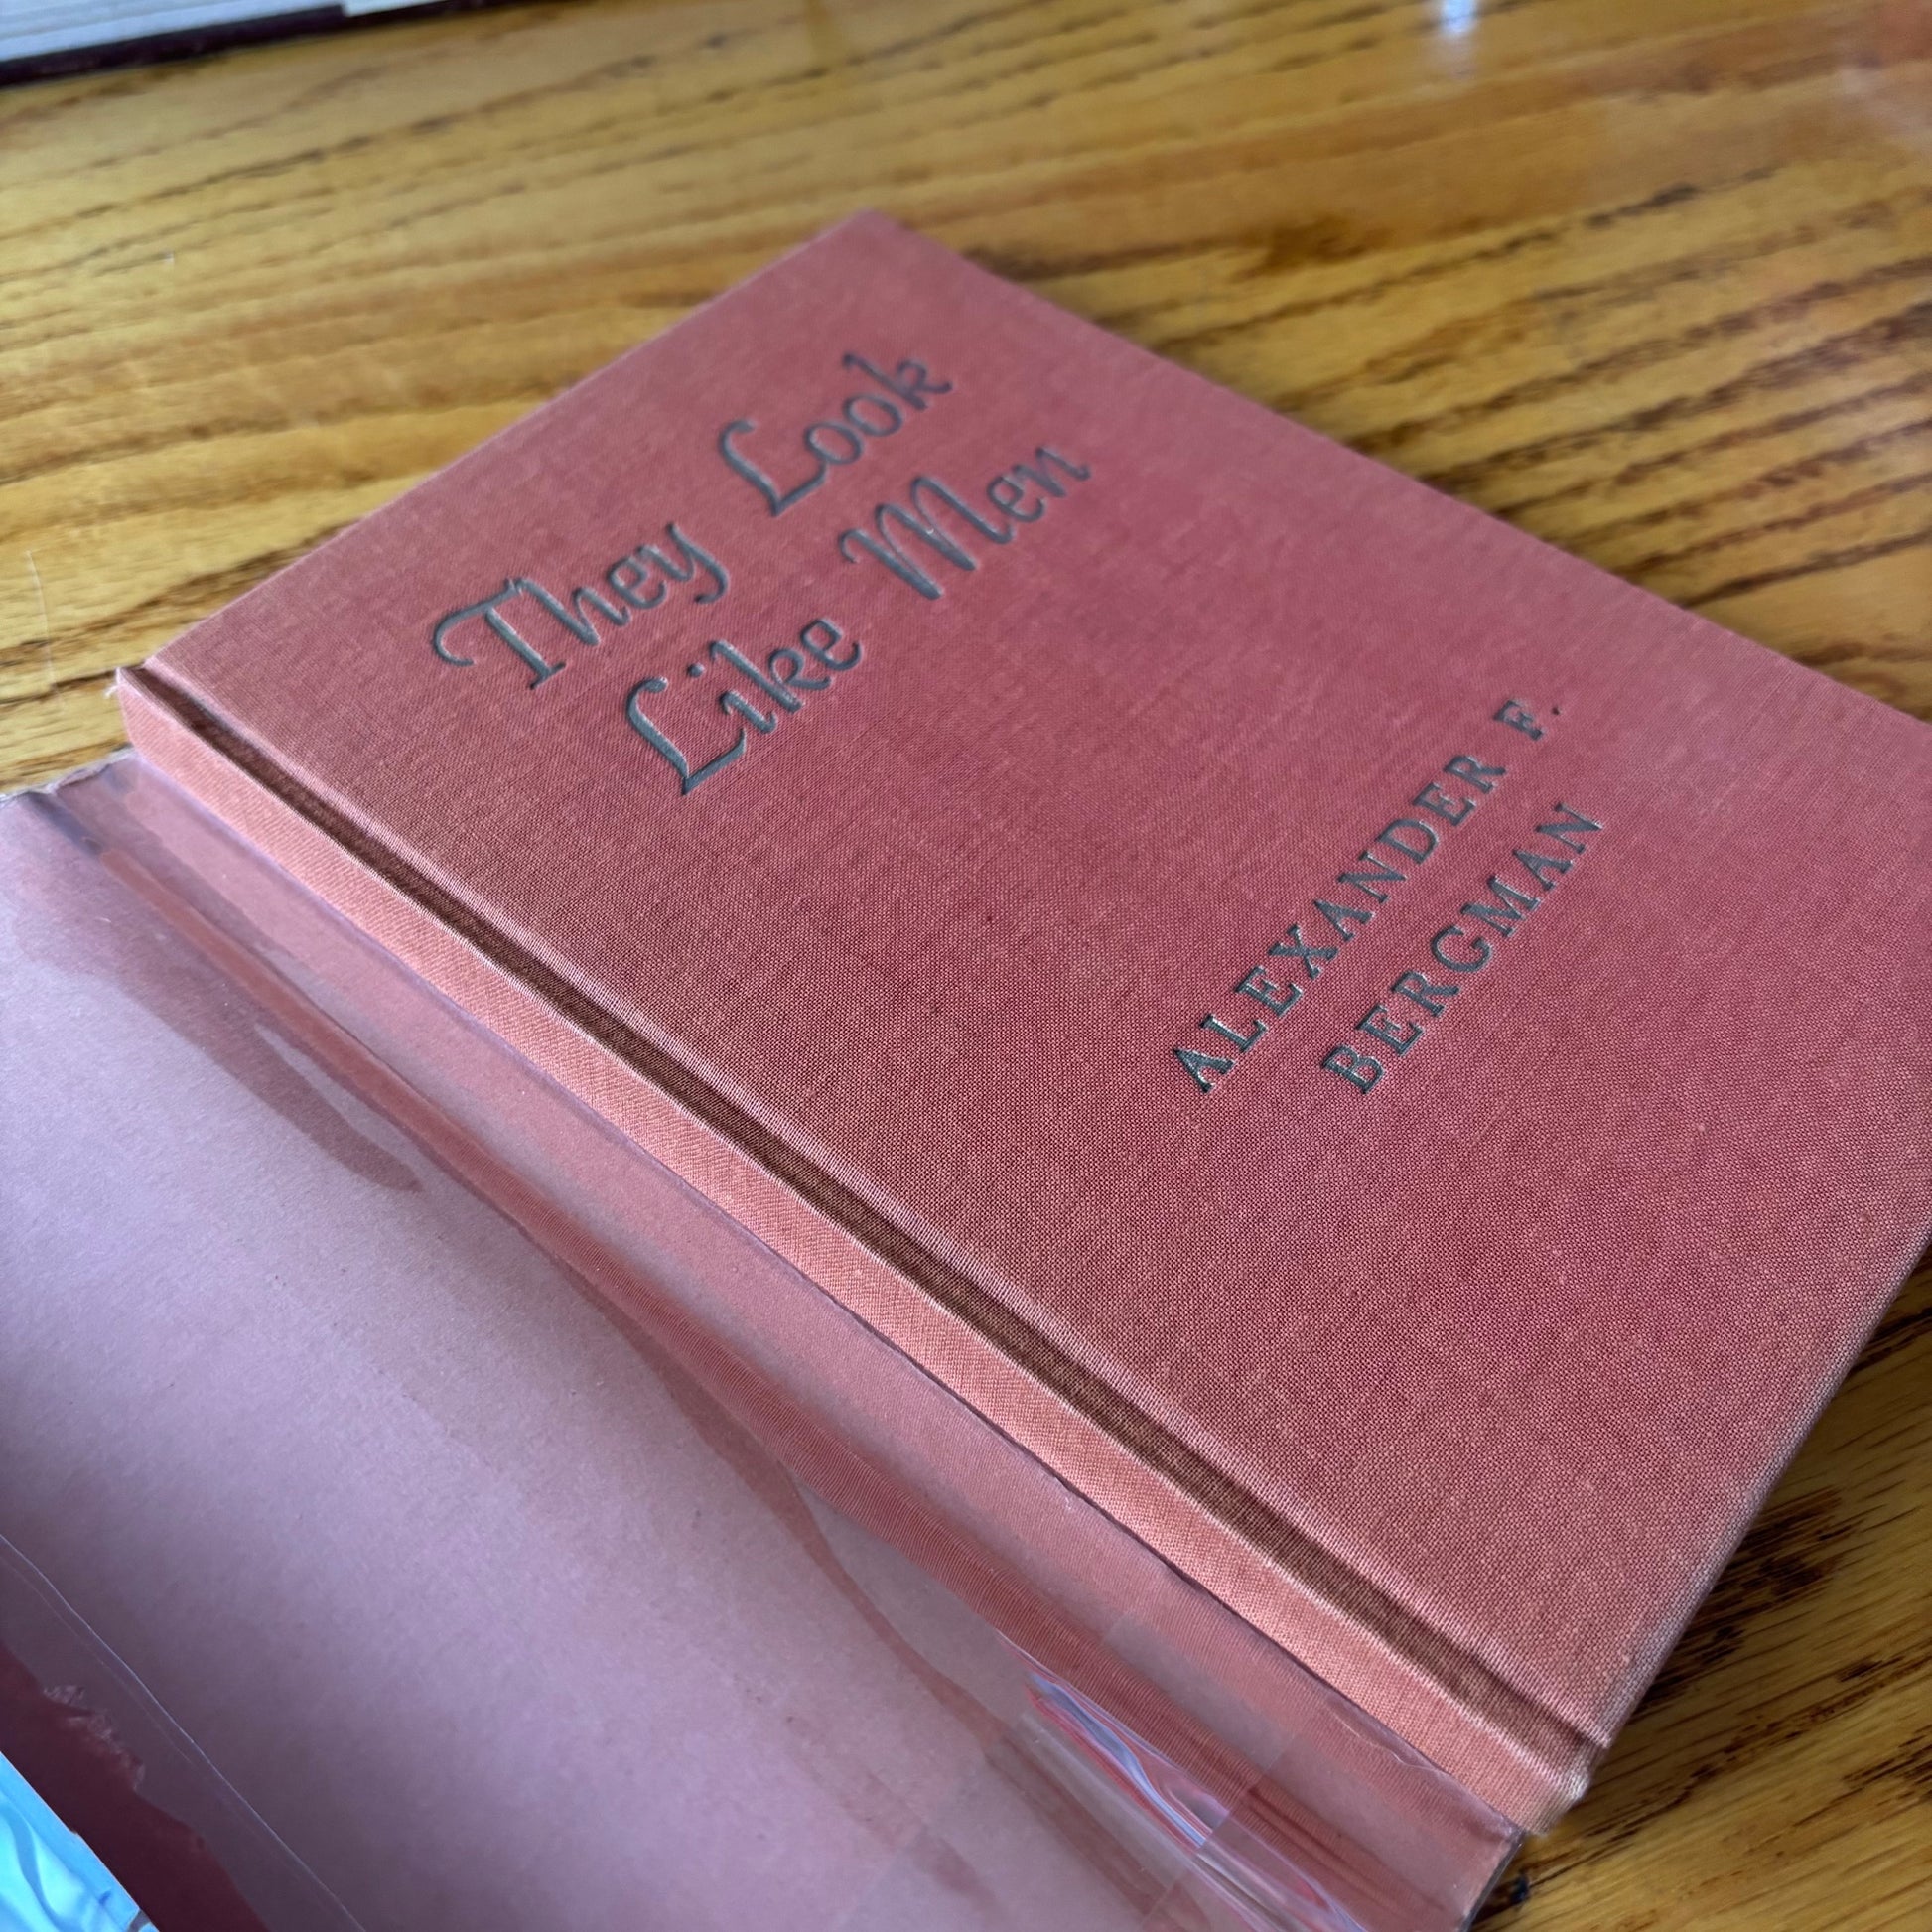 They Look
Like Men
ALEXANDER F.
BERGMAN